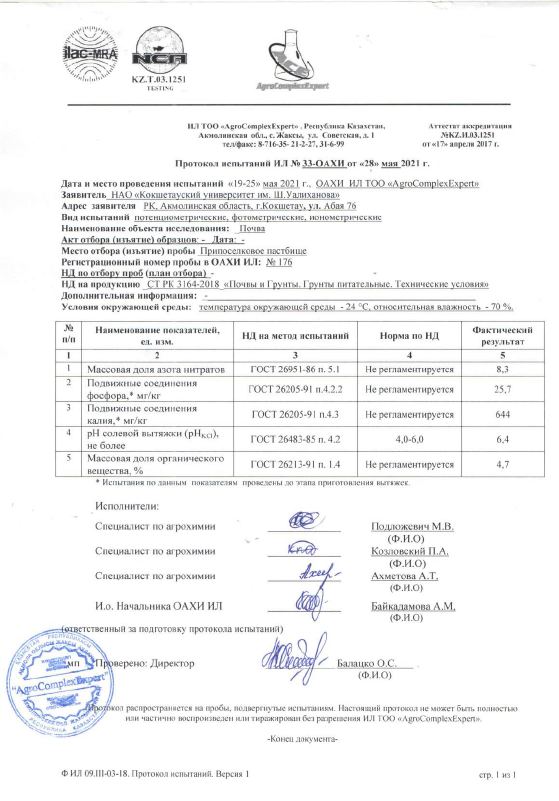 ilac-MRA
NCA
KZ.T.03.1251
TESTING
AgroComplexExpert
ИЛ ТОО «AgroComplexExpert» . Республика Казахстан,
Акмолинская обл., с. Жаксы, ул. Советская, д. 1
тел/факс: 8-716-35- 21-2-27, 31-6-99
Аттестат аккредитации
№KZ.И.03.1251
от «17» апреля 2017 г.
Протокол испытаний ИЛ № 33-ОАХИ от «28» мая 2021 г.
Дата и место проведения испытаний «19-25» мая 2021 г., ОАХИ ИЛ ТОО «AgroComplexExpert»
Заявитель НАО «Кокшетауский университет им. Ш.Уалиханова»
Адрес заявителя РК, Акмолинская область, г.Кокшетау, ул. Абая 76
Вид испытаний потенциометрические, фотометрические, ионометрические
Наименование объекта исследования: Почва
Акт отбора (изъятие) образцов: - Дата: -
Место отбора (изъятия) пробы Припоселковое пастбище
Регистрационный номер пробы в ОАХИ ИЛ: № 176
НД по отбору проб (план отбора) -
НД на продукцию СТ РК 3164-2018 «Почвы и Грунты. Грунты питательные. Технические условия»
Дополнительная информация: -
Условия окружающей среды: температура окружающей среды - 24 °С, относительная влажность - 70 %.
№ п/п Наименование показателей, ед. изм. НД на метод испытаний Норма по НД Фактический результат
1 2 3 4 5
1 Массовая доля азота нитратов ГОСТ 26951-86 п. 5.1 Не регламентируется 8,3
2 Подвижные соединения фосфора,* мг/кг ГОСТ 26205-91 п.4.2.2 Не регламентируется 25,7
3 Подвижные соединения калия,* мг/кг ГОСТ 26205-91 п.4.3 Не регламентируется 644
4 рН солевой вытяжки (рНKCl), не более ГОСТ 26483-85 п. 4.2 4,0-6,0 6,4
5 Массовая доля органического вещества, % ГОСТ 26213-91 п. 1.4 Не регламентируется 4,7
* Испытания по данным показателям проведены до этапа приготовления вытяжек.
Исполнители:
Специалист по агрохимии Подложевич М.В.
(Ф.И.О)
Специалист по агрохимии Козловский П.А.
(Ф.И.О)
Специалист по агрохимии Ахметова А.Т.
(Ф.И.О)
И.о. Начальника ОАХИ ИЛ Байкадамова А.М.
(Ф.И.О)
(ответственный за подготовку протокола испытаний)
мп Проверено: Директор Балацко О.С.
(Ф.И.О)
"AgroComplexExpert"
Протокол распространяется на пробы, подвергнутые испытаниям. Настоящий протокол не может быть полностью
или частично воспроизведен или тиражирован без разрешения ИЛ ТОО «AgroComplexExpert».
-Конец документа-
Ф ИЛ 09.III-03-18. Протокол испытаний. Версия 1
стр. 1 из 1